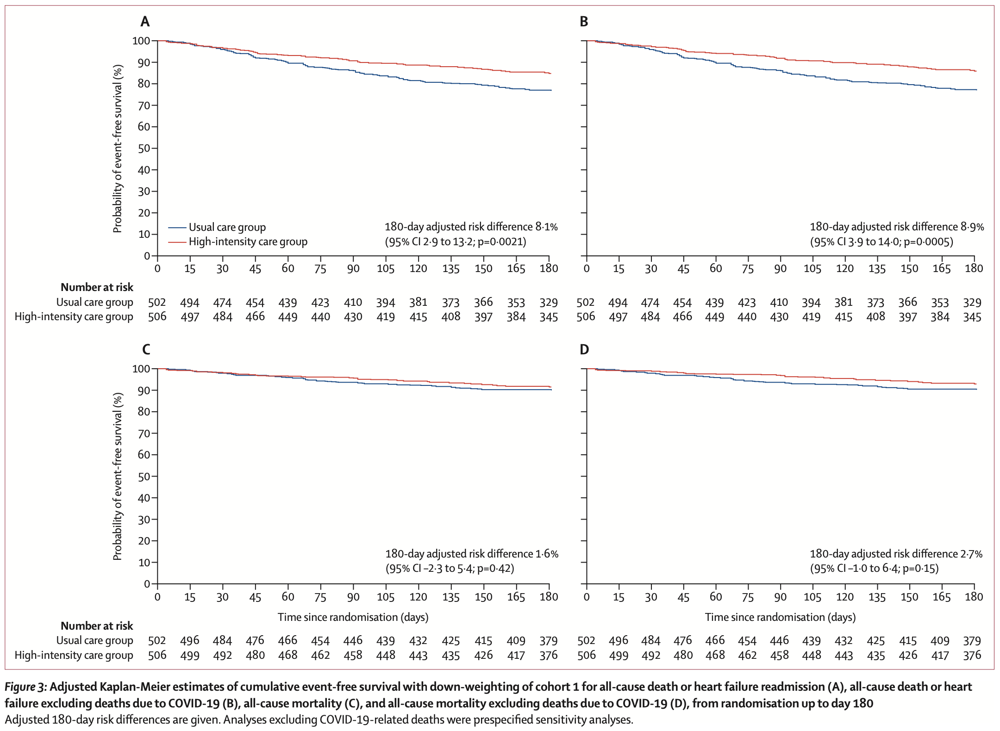 A
B
Probability of event-free survival (%)
100
90
80
70
60
50
40
30
20
10
0
Usual care group
High-intensity care group
180-day adjusted risk difference 8·1%
(95% CI 2·9 to 13·2; p=0·0021)
180-day adjusted risk difference 8·9%
(95% CI 3·9 to 14·0; p=0·0005)
0 15 30 45 60 75 90 105 120 135 150 165 180
0 15 30 45 60 75 90 105 120 135 150 165 180
Number at risk
Usual care group 502 494 474 454 439 423 410 394 381 373 366 353 329 502 494 474 454 439 423 410 394 381 373 366 353 329
High-intensity care group 506 497 484 466 449 440 430 419 415 408 397 384 345 506 497 484 466 449 440 430 419 415 408 397 384 345
C
D
Probability of event-free survival (%)
100
90
80
70
60
50
40
30
20
10
0
180-day adjusted risk difference 1·6%
(95% CI –2·3 to 5·4; p=0·42)
180-day adjusted risk difference 2·7%
(95% CI –1·0 to 6·4; p=0·15)
0 15 30 45 60 75 90 105 120 135 150 165 180
0 15 30 45 60 75 90 105 120 135 150 165 180
Time since randomisation (days)
Time since randomisation (days)
Number at risk
Usual care group 502 496 484 476 466 454 446 439 432 425 415 409 379 502 496 484 476 466 454 446 439 432 425 415 409 379
High-intensity care group 506 499 492 480 468 462 458 448 443 435 426 417 376 506 499 492 480 468 462 458 448 443 435 426 417 376
Figure 3: Adjusted Kaplan-Meier estimates of cumulative event-free survival with down-weighting of cohort 1 for all-cause death or heart failure readmission (A), all-cause death or heart
failure excluding deaths due to COVID-19 (B), all-cause mortality (C), and all-cause mortality excluding deaths due to COVID-19 (D), from randomisation up to day 180
Adjusted 180-day risk differences are given. Analyses excluding COVID-19-related deaths were prespecified sensitivity analyses.